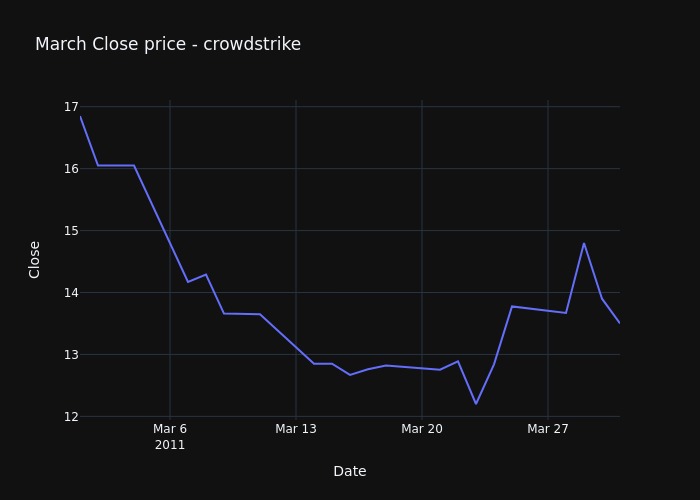 March Close price - crowdstrike
17
16
15
14
13
12
Close
Mar 6
2011
Mar 13
Mar 20
Mar 27
Date